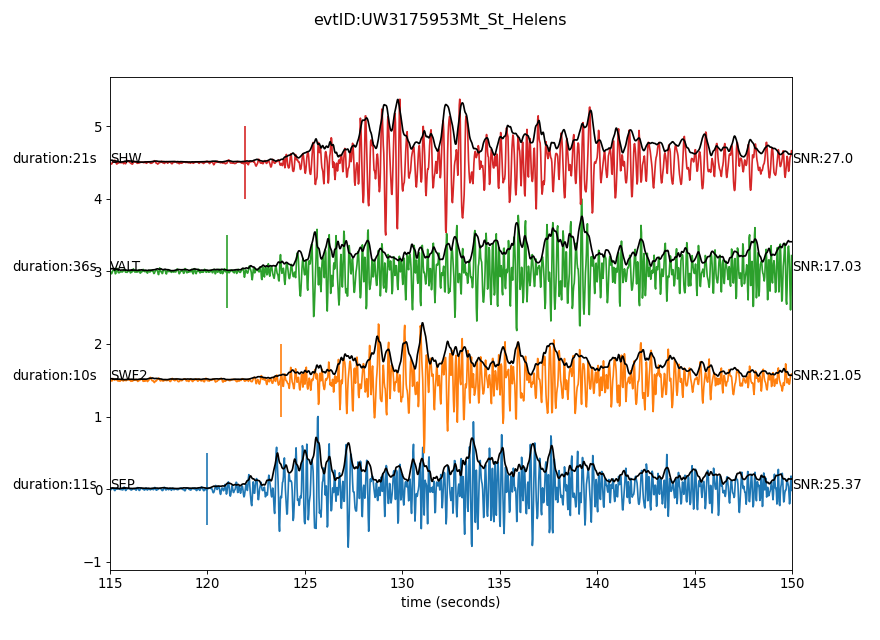 evtID:UW3175953Mt_St_Helens
5
duration:21s SHW SNR:27.0
4
duration:36s 3 VALT SNR:17.03
2
duration:10s SWF2 SNR:21.05
1
duration:11s 0 SEP SNR:25.37
−1
115 120 125 130 135 140 145 150
time (seconds)